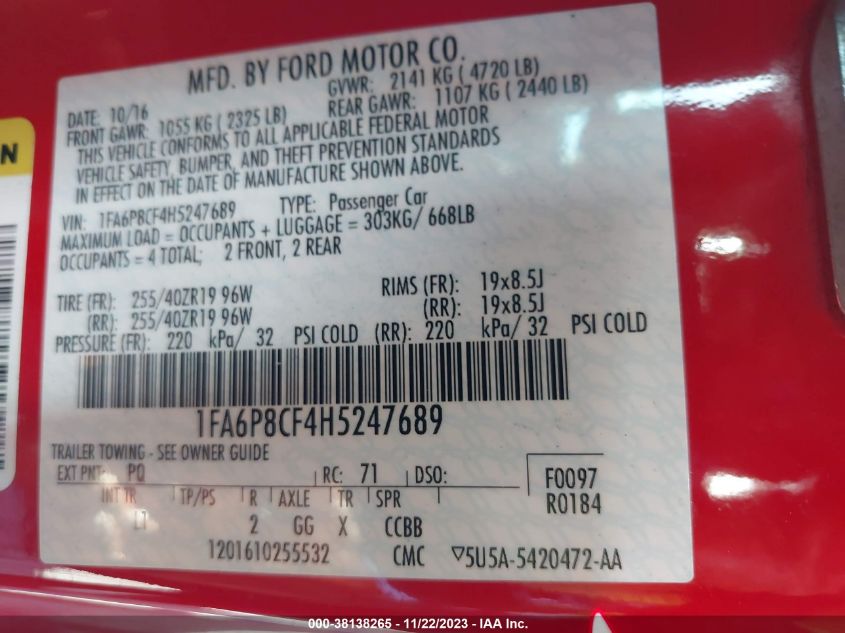 MFD. BY FORD MOTOR CO.
DATE: 10/16 GVWR: 2141 KG ( 4720 LB)
FRONT GAWR: 1055 KG ( 2325 LB) REAR GAWR: 1107 KG ( 2440 LB)
THIS VEHICLE CONFORMS TO ALL APPLICABLE FEDERAL MOTOR
VEHICLE SAFETY, BUMPER, AND THEFT PREVENTION STANDARDS
IN EFFECT ON THE DATE OF MANUFACTURE SHOWN ABOVE.
VIN: 1FA6P8CF4H5247689 TYPE: Passenger Car
MAXIMUM LOAD = OCCUPANTS + LUGGAGE = 303KG/ 668LB
OCCUPANTS = 4 TOTAL; 2 FRONT, 2 REAR
TIRE (FR): 255/40ZR19 96W RIMS (FR): 19x8.5J
(RR): 255/40ZR19 96W (RR): 19x8.5J
PRESSURE (FR): 220 kPa/ 32 PSI COLD (RR): 220 kPa/ 32 PSI COLD
1FA6P8CF4H5247689
TRAILER TOWING - SEE OWNER GUIDE
EXT PNT: PQ RC: 71 DSO: F0097
INT TR TP/PS R AXLE TR SPR R0184
2 GG X CCBB
1201610255532 CMC ▽5U5A-5420472-AA
N
000-38138265 - 11/22/2023 - IAA Inc.